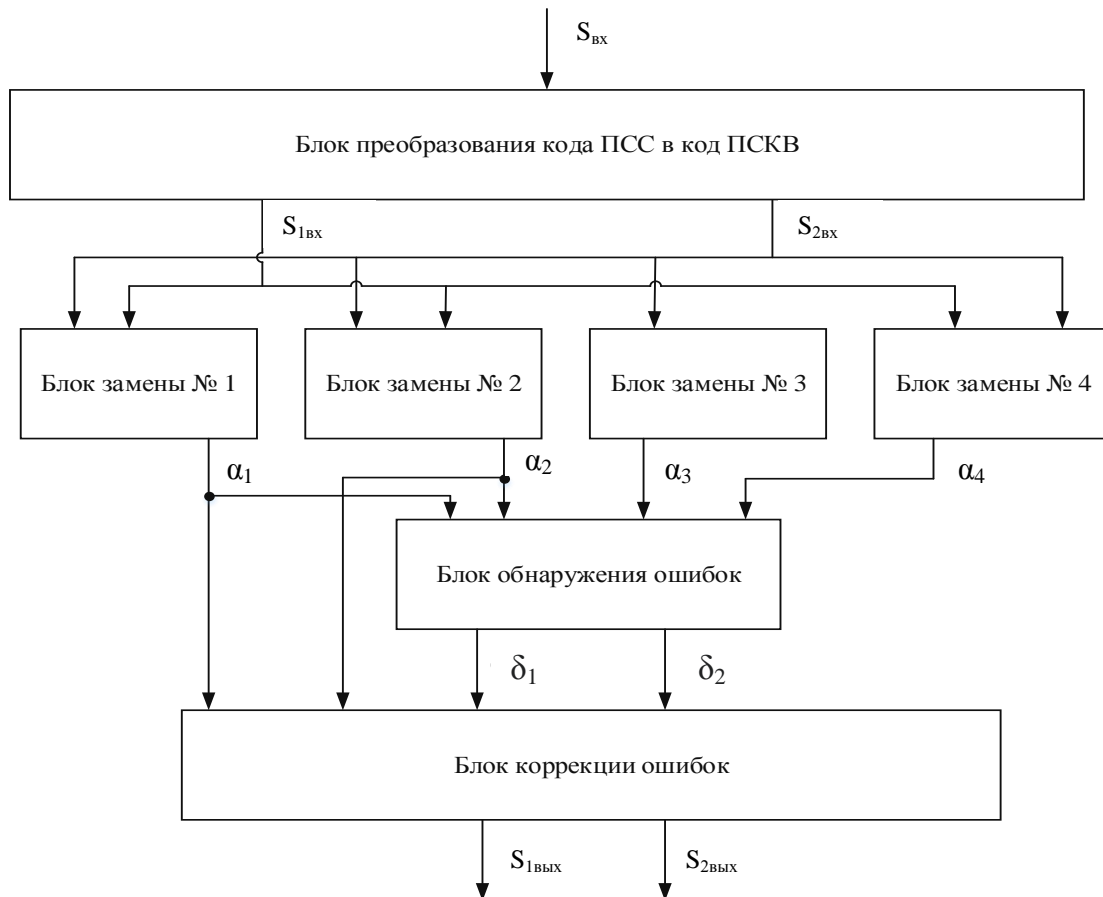 Sвх
Блок преобразования кода ПСС в код ПСКВ
S1вх
S2вх
Блок замены № 1
Блок замены № 2
Блок замены № 3
Блок замены № 4
α1
α2
α3
α4
Блок обнаружения ошибок
δ1
δ2
Блок коррекции ошибок
S1вых
S2вых